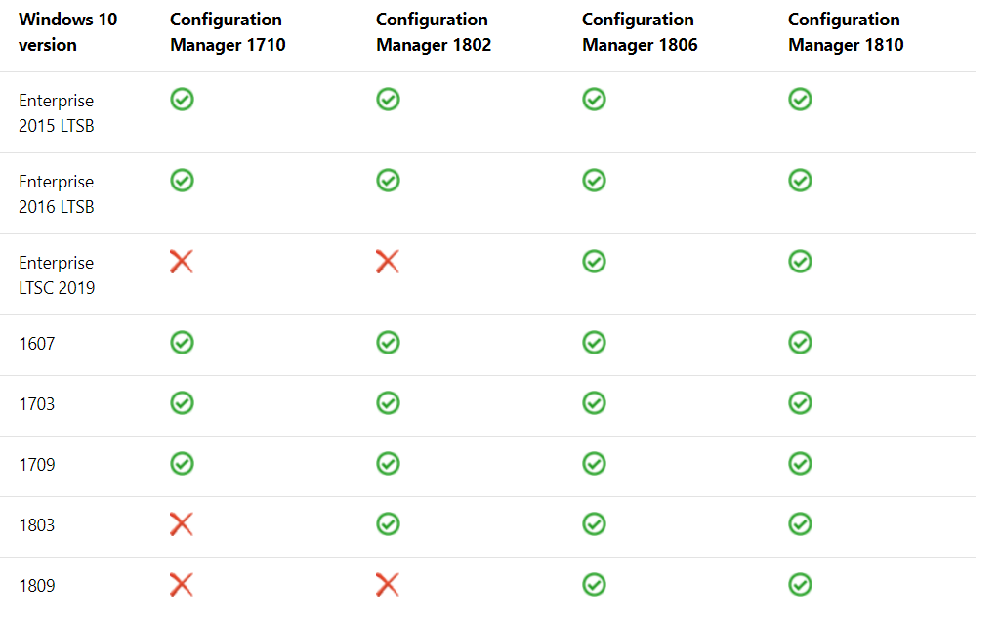 Windows 10 version
Configuration Manager 1710
Configuration Manager 1802
Configuration Manager 1806
Configuration Manager 1810
Enterprise
2015 LTSB
Enterprise
2016 LTSB
Enterprise
LTSC 2019
1607
1703
1709
1803
1809